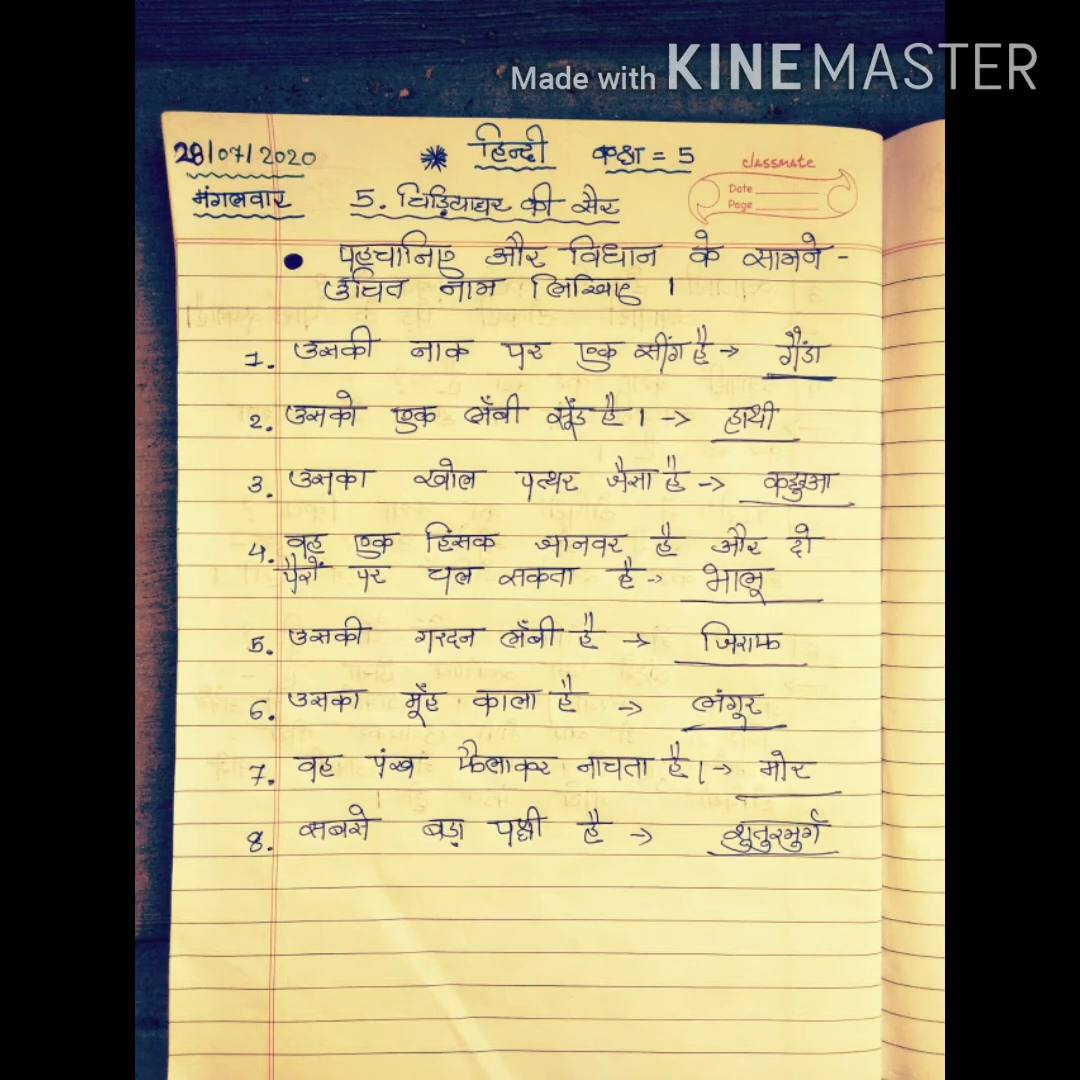 Made with KINEMASTER
28/07/2020 * हिन्दी कक्षा = 5
classmate
मंगलवार 5. चिड़ियाघर की सैर
Date
Page
• पहचानिए और विधान के सामने -
उचित नाम लिखिए ।
1. उसकी नाक पर एक सींग है → गैंडा
2. उसको एक लँबी सूँड है । → हाथी
3. उसका खोल पत्थर जैसा है → कछुआ
4. वह एक हिंसक जानवर है और दो
पैरों पर चल सकता है → भालू
5. उसकी गरदन लँबी है → जिराफ
6. उसका मूँह काला है → लंगूर
7. वह पंख फैलाकर नाचता है । → मोर
8. सबसे बड़ा पक्षी है → शुतुरमुर्ग